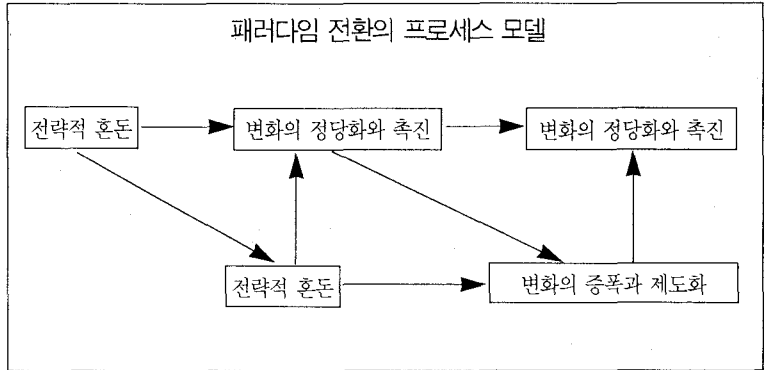 패러다임 전환의 프로세스 모델
전략적 혼돈
변화의 정당화와 촉진
변화의 정당화와 촉진
전략적 혼돈
변화의 증폭과 제도화